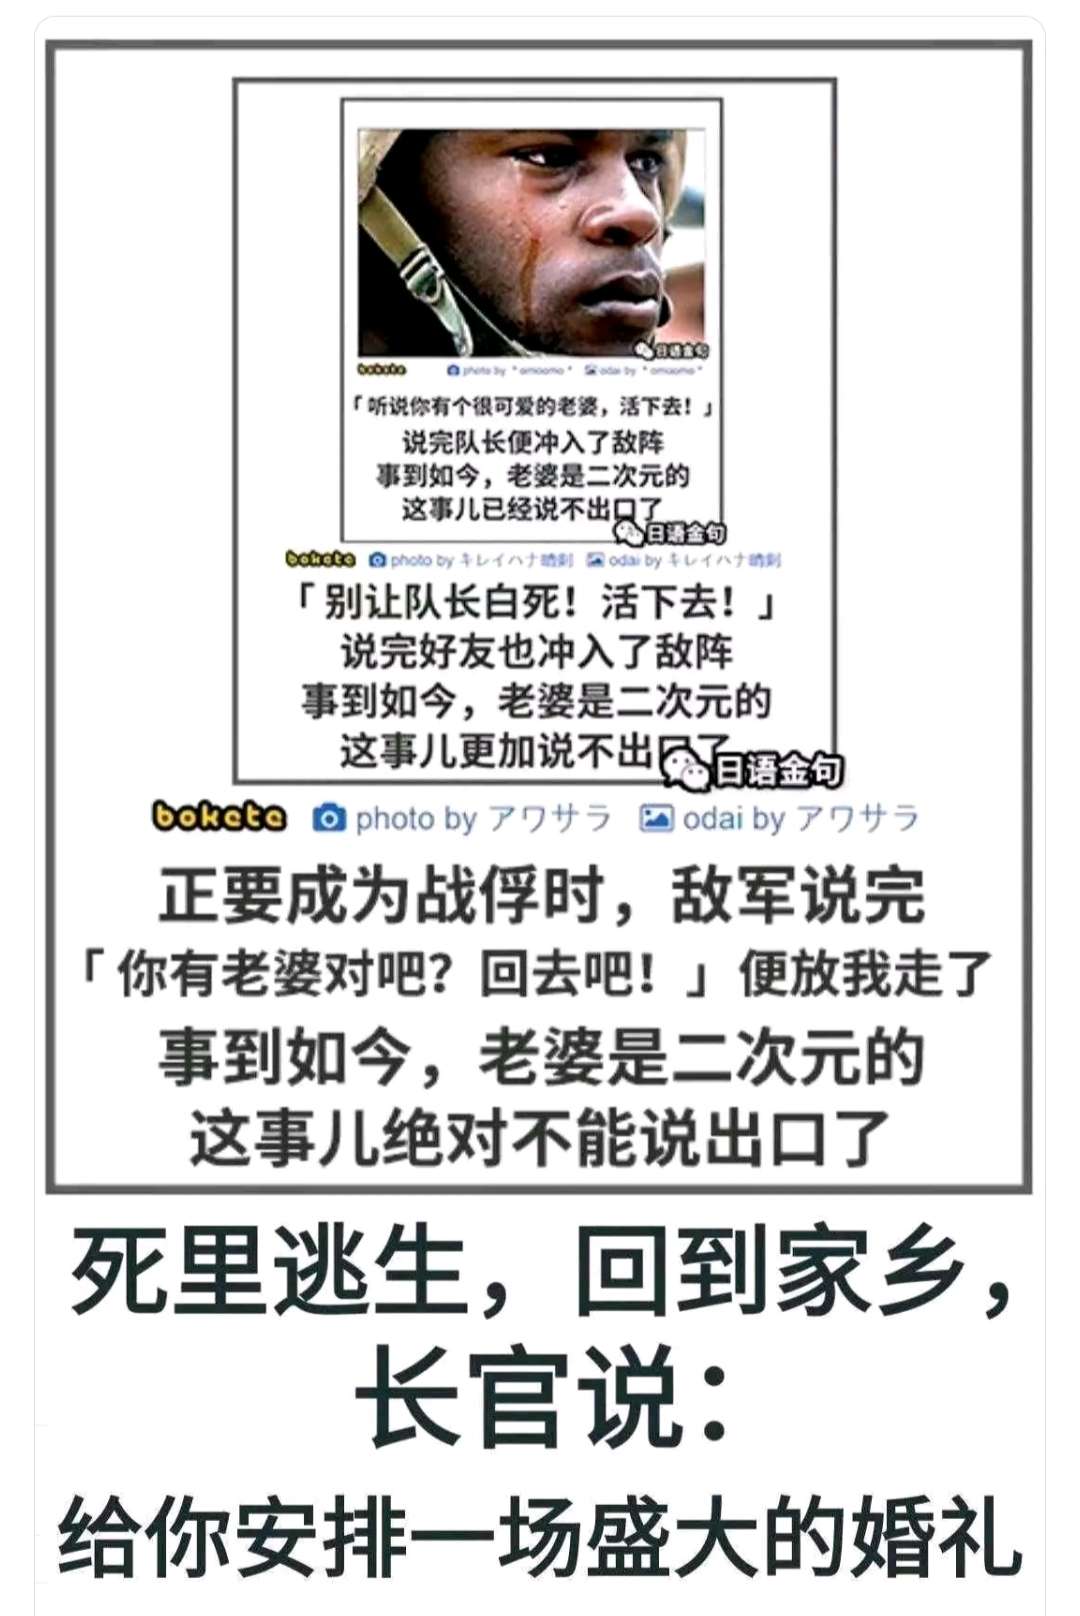 日语金句
bokete photo by *omoomo* odai by *omoomo*
「听说你有个很可爱的老婆，活下去！」
说完队长便冲入了敌阵
事到如今，老婆是二次元的
这事儿已经说不出口了
日语金句
bokete photo by キレイハナ晴剣 odai by キレイハナ晴剣
「别让队长白死！活下去！」
说完好友也冲入了敌阵
事到如今，老婆是二次元的
这事儿更加说不出口了
日语金句
bokete photo by アワサラ odai by アワサラ
正要成为战俘时，敌军说完
「你有老婆对吧？回去吧！」便放我走了
事到如今，老婆是二次元的
这事儿绝对不能说出口了
死里逃生，回到家乡，
长官说：
给你安排一场盛大的婚礼